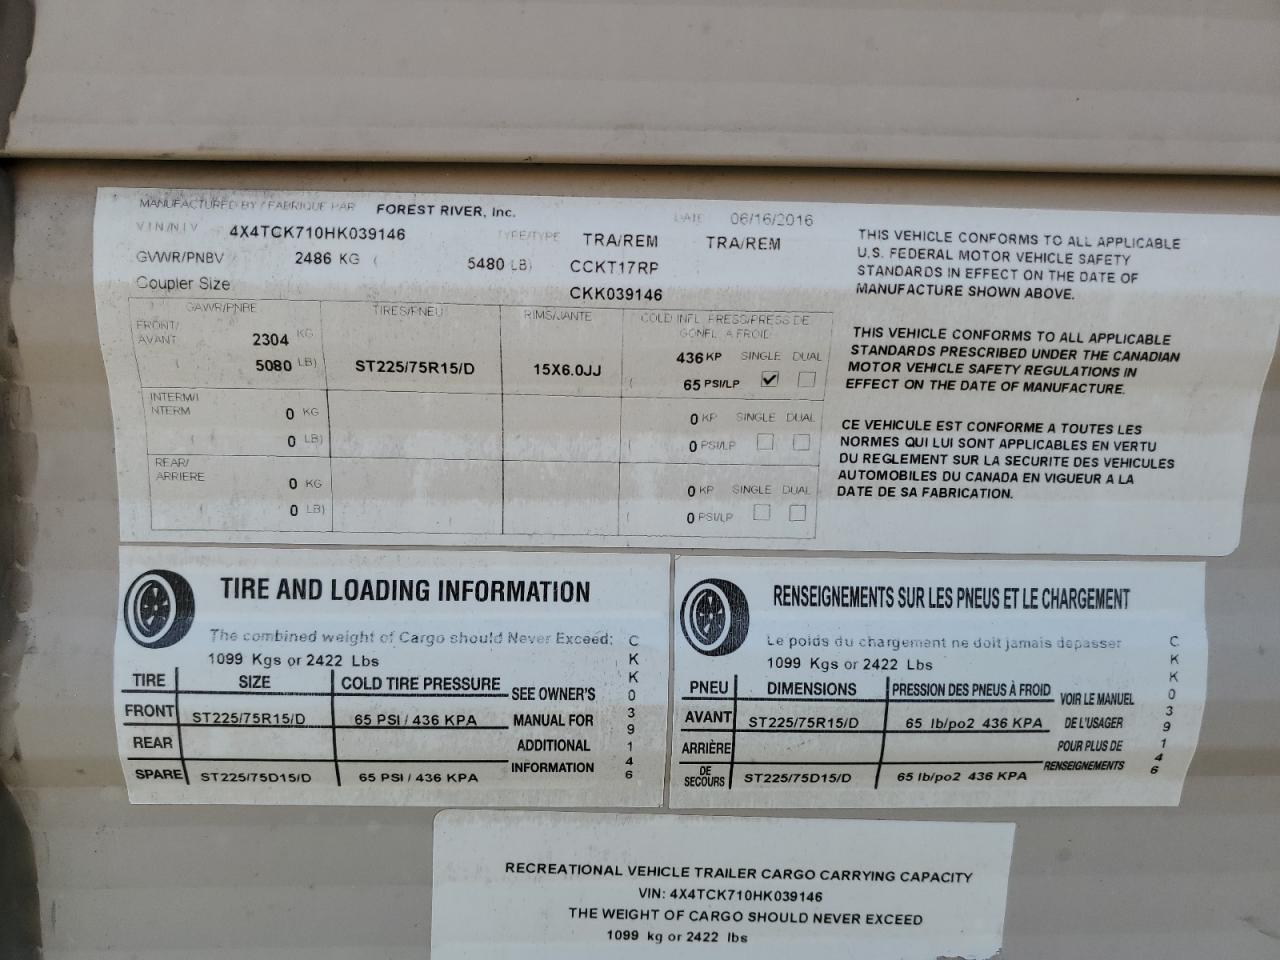 MANUFACTURED BY / FABRIQUE PAR FOREST RIVER, Inc. DATE 06/16/2016
VIN/NIV 4X4TCK710HK039146 TYPE/TYPE TRA/REM TRA/REM
GVWR/PNBV 2486 KG ( 5480 LB) CCKT17RP
Coupler Size CKK039146
GAWR/PNBE TIRES/PNEU RIMS/JANTE COLD INFL. PRESS/PRESS DE
GONFL. A FROID
FRONT/
AVANT 2304 KG 436 KP SINGLE DUAL
( 5080 LB) ST225/75R15/D 15X6.0JJ ( 65 PSI/LP
INTERM/I
NTERM 0 KG 0 KP SINGLE DUAL
( 0 LB) ( 0 PSI/LP
REAR/
ARRIERE 0 KG 0 KP SINGLE DUAL
( 0 LB) ( 0 PSI/LP
THIS VEHICLE CONFORMS TO ALL APPLICABLE
U.S. FEDERAL MOTOR VEHICLE SAFETY
STANDARDS IN EFFECT ON THE DATE OF
MANUFACTURE SHOWN ABOVE.
THIS VEHICLE CONFORMS TO ALL APPLICABLE
STANDARDS PRESCRIBED UNDER THE CANADIAN
MOTOR VEHICLE SAFETY REGULATIONS IN
EFFECT ON THE DATE OF MANUFACTURE.
CE VEHICULE EST CONFORME A TOUTES LES
NORMES QUI LUI SONT APPLICABLES EN VERTU
DU REGLEMENT SUR LA SECURITE DES VEHICULES
AUTOMOBILES DU CANADA EN VIGUEUR A LA
DATE DE SA FABRICATION.
TIRE AND LOADING INFORMATION
The combined weight of Cargo should Never Exceed:
1099 Kgs or 2422 Lbs
TIRE SIZE COLD TIRE PRESSURE SEE OWNER'S
FRONT ST225/75R15/D 65 PSI / 436 KPA MANUAL FOR
REAR ADDITIONAL
SPARE ST225/75D15/D 65 PSI / 436 KPA INFORMATION
CKK039146
RENSEIGNEMENTS SUR LES PNEUS ET LE CHARGEMENT
Le poids du chargement ne doit jamais depasser
1099 Kgs or 2422 Lbs
PNEU DIMENSIONS PRESSION DES PNEUS À FROID VOIR LE MANUEL
AVANT ST225/75R15/D 65 lb/po2 436 KPA DE L'USAGER
ARRIÈRE POUR PLUS DE
DE
SECOURS ST225/75D15/D 65 lb/po2 436 KPA RENSEIGNEMENTS
CKK039146
RECREATIONAL VEHICLE TRAILER CARGO CARRYING CAPACITY
VIN: 4X4TCK710HK039146
THE WEIGHT OF CARGO SHOULD NEVER EXCEED
1099 kg or 2422 lbs